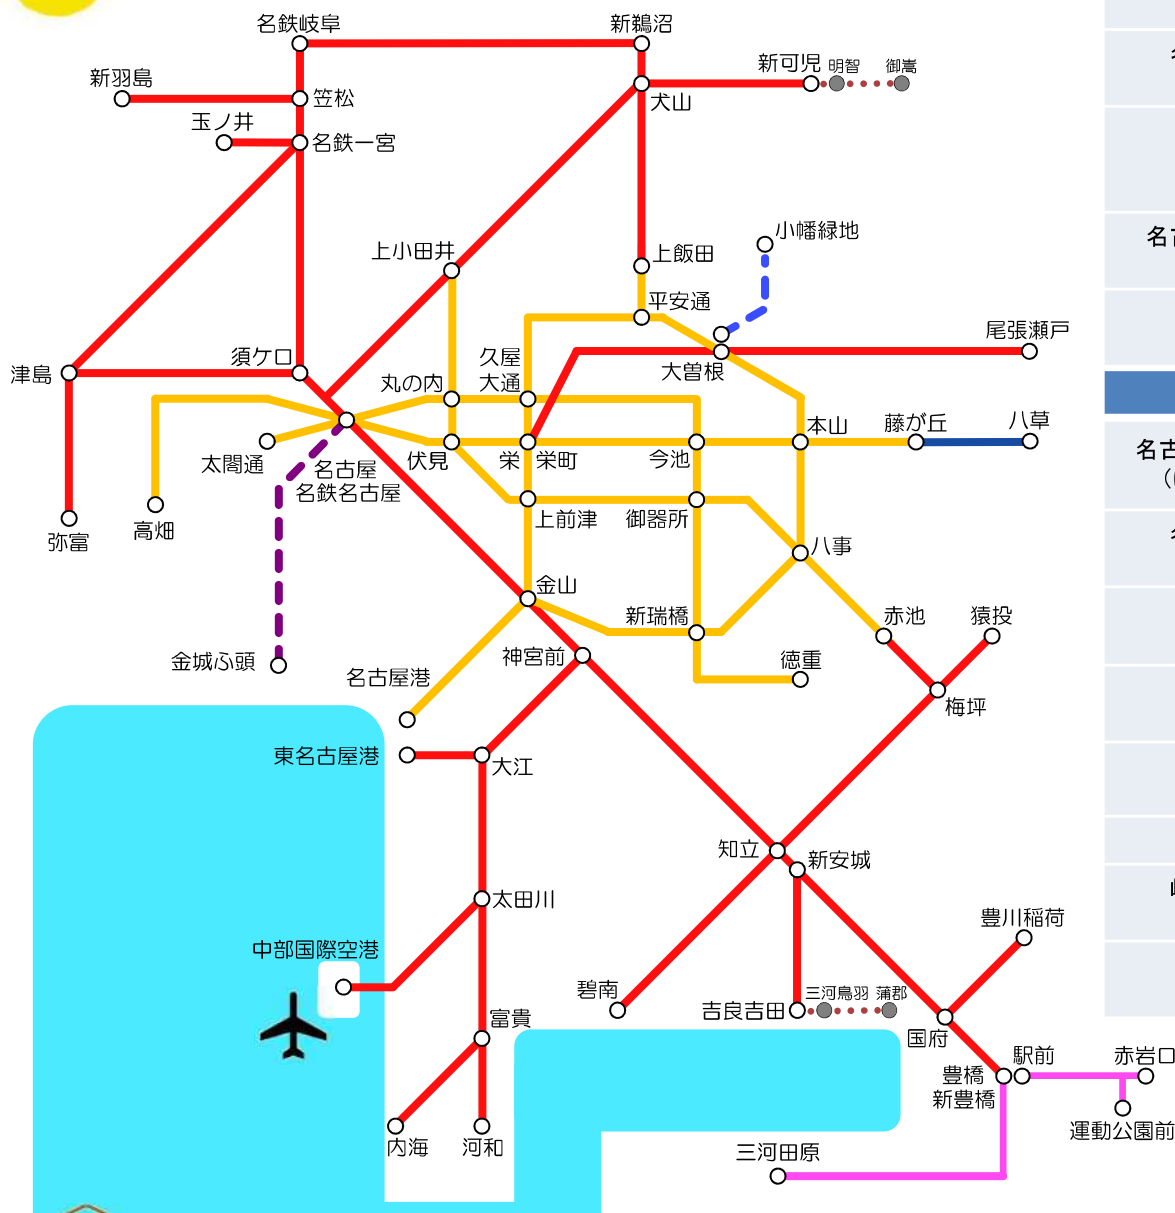 名鉄岐阜
新鵜沼
新可児
明智
御嵩
新羽島
笠松
犬山
玉ノ井
名鉄一宮
小幡緑地
上小田井
上飯田
平安通
尾張瀬戸
須ケ口
久屋
大通
津島
丸の内
大曽根
本山
藤が丘
八草
名古
太閤通
名古屋
名鉄名古屋
伏見
栄
栄町
今池
名古
高畑
弥富
上前津
御器所
八事
金山
新瑞橋
赤池
猿投
金城ふ頭
名古屋港
神宮前
徳重
梅坪
東名古屋港
大江
知立
新安城
太田川
豊川稲荷
中部国際空港
碧南
吉良吉田
三河鳥羽
蒲郡
富貴
国府
豊橋
新豊橋
駅前
赤岩口
運動公園前
内海
河和
三河田原